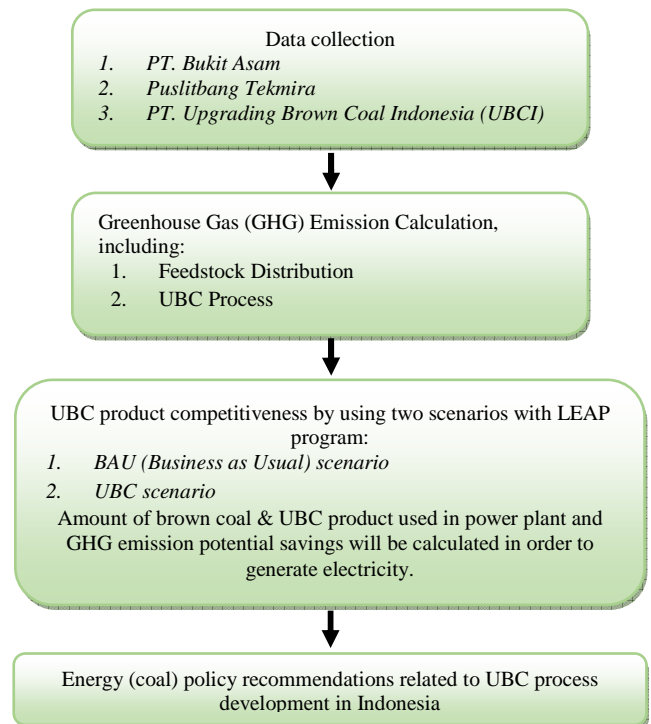 Data collection
1. PT. Bukit Asam
2. Puslitbang Tekmira
3. PT. Upgrading Brown Coal Indonesia (UBCI)
Greenhouse Gas (GHG) Emission Calculation,
including:
1. Feedstock Distribution
2. UBC Process
UBC product competitiveness by using two scenarios with LEAP
program:
1. BAU (Business as Usual) scenario
2. UBC scenario
Amount of brown coal & UBC product used in power plant and
GHG emission potential savings will be calculated in order to
generate electricity.
Energy (coal) policy recommendations related to UBC process
development in Indonesia